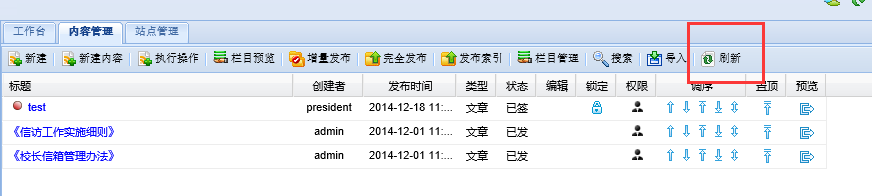 工作台 内容管理 站点管理
新建 新建内容 执行操作 栏目预览 增量发布 完全发布 发布索引 栏目管理 搜索 导入 刷新
标题 创建者 发布时间 类型 状态 编辑 锁定 权限 调序 置顶 预览
test president 2014-12-18 11:... 文章 已签
《信访工作实施细则》 admin 2014-12-01 11:... 文章 已发
《校长信箱管理办法》 admin 2014-12-01 11:... 文章 已发